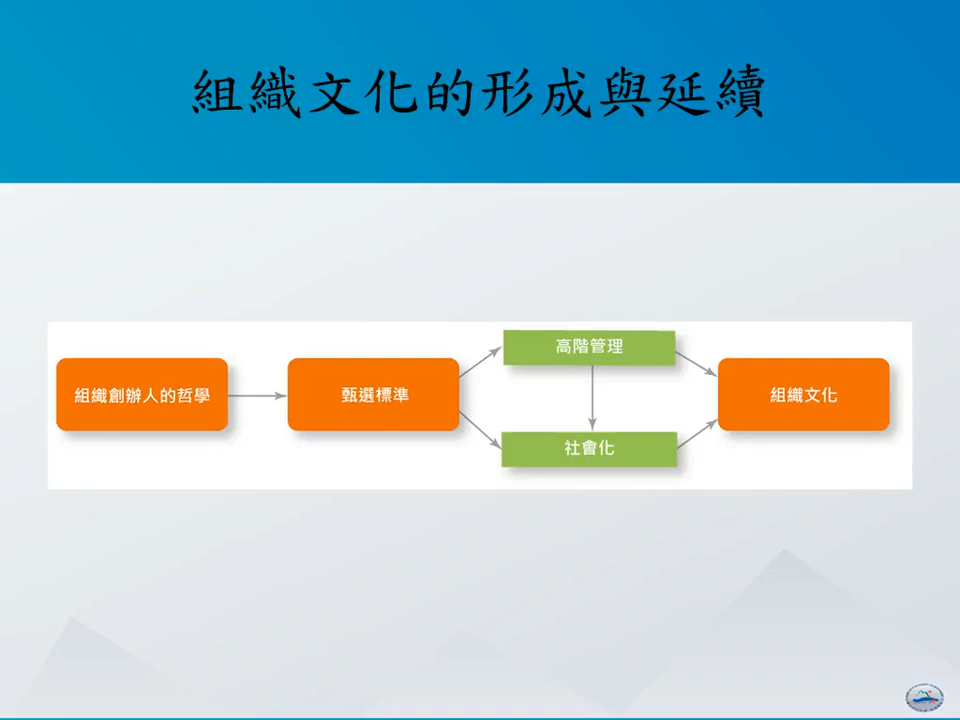 組織文化的形成與延續
組織創辦人的哲學
甄選標準
高階管理
社會化
組織文化